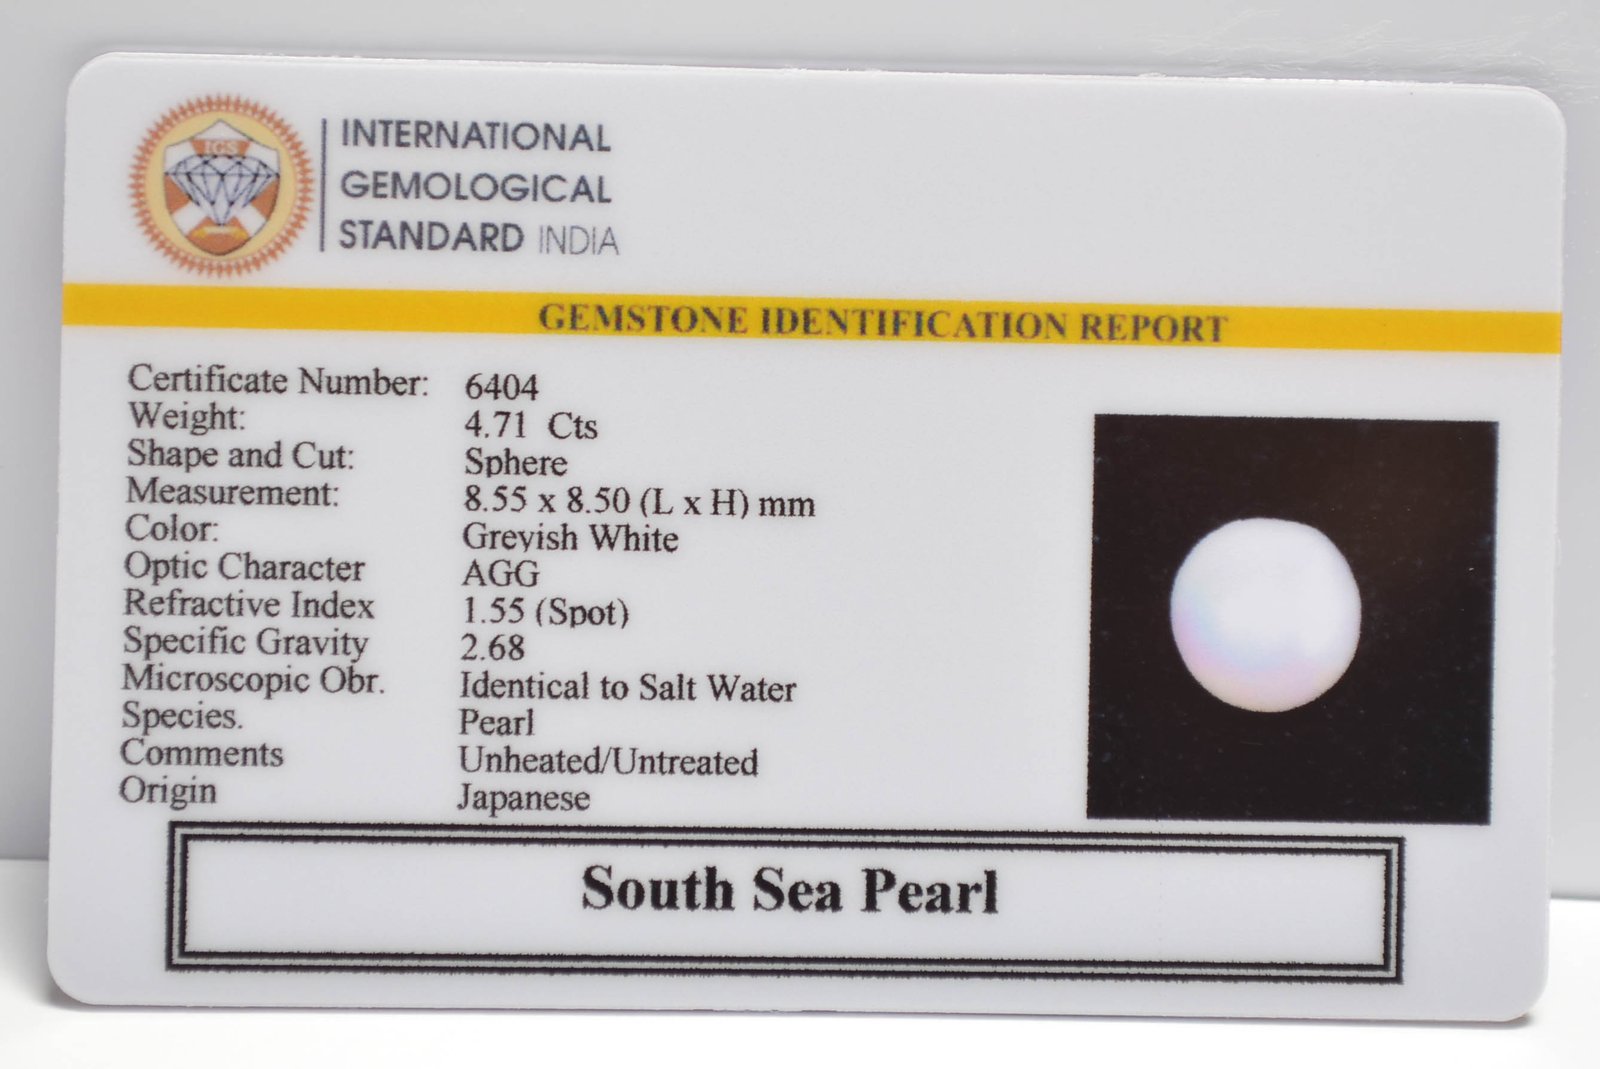 IGS
INTERNATIONAL
GEMOLOGICAL
STANDARD INDIA
GEMSTONE IDENTIFICATION REPORT
Certificate Number: 6404
Weight: 4.71 Cts
Shape and Cut: Sphere
Measurement: 8.55 x 8.50 (L x H) mm
Color: Greyish White
Optic Character AGG
Refractive Index 1.55 (Spot)
Specific Gravity 2.68
Microscopic Obr. Identical to Salt Water
Species. Pearl
Comments Unheated/Untreated
Origin Japanese
South Sea Pearl